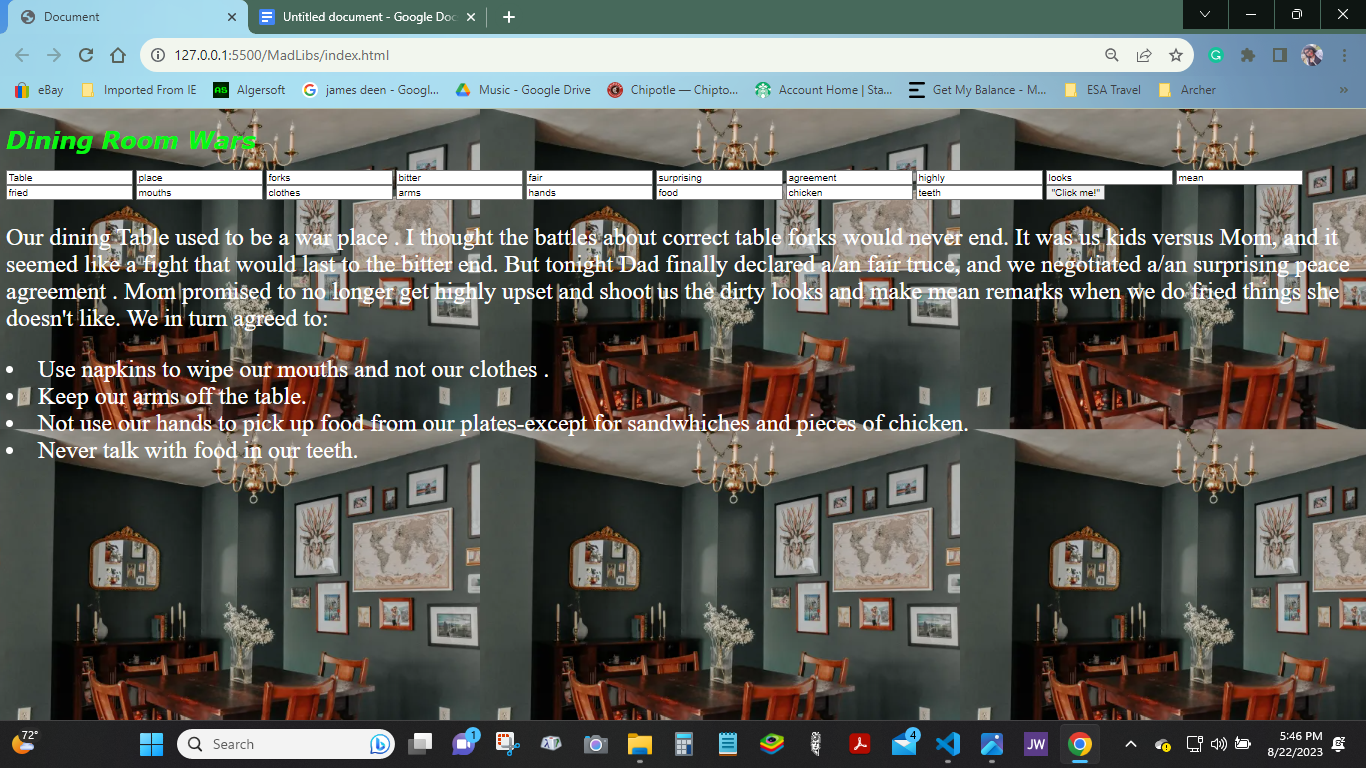 Document
Untitled document - Google Doc
127.0.0.1:5500/MadLibs/index.html
eBay
Imported From IE
AS
Algersoft
james deen - Googl...
Music - Google Drive
Chipotle — Chipto...
Account Home | Sta...
Get My Balance - M...
ESA Travel
Archer
»
Dining Room Wars
Table place forks bitter fair surprising agreement highly looks mean
fried mouths clothes arms hands food chicken teeth "Click me!"
Our dining Table used to be a war place . I thought the battles about correct table forks would never end. It was us kids versus Mom, and it
seemed like a fight that would last to the bitter end. But tonight Dad finally declared a/an fair truce, and we negotiated a/an surprising peace
agreement . Mom promised to no longer get highly upset and shoot us the dirty looks and make mean remarks when we do fried things she
doesn't like. We in turn agreed to:
• Use napkins to wipe our mouths and not our clothes .
• Keep our arms off the table.
• Not use our hands to pick up food from our plates-except for sandwhiches and pieces of chicken.
• Never talk with food in our teeth.
72°
Search
1
4
JW
5:46 PM
8/22/2023